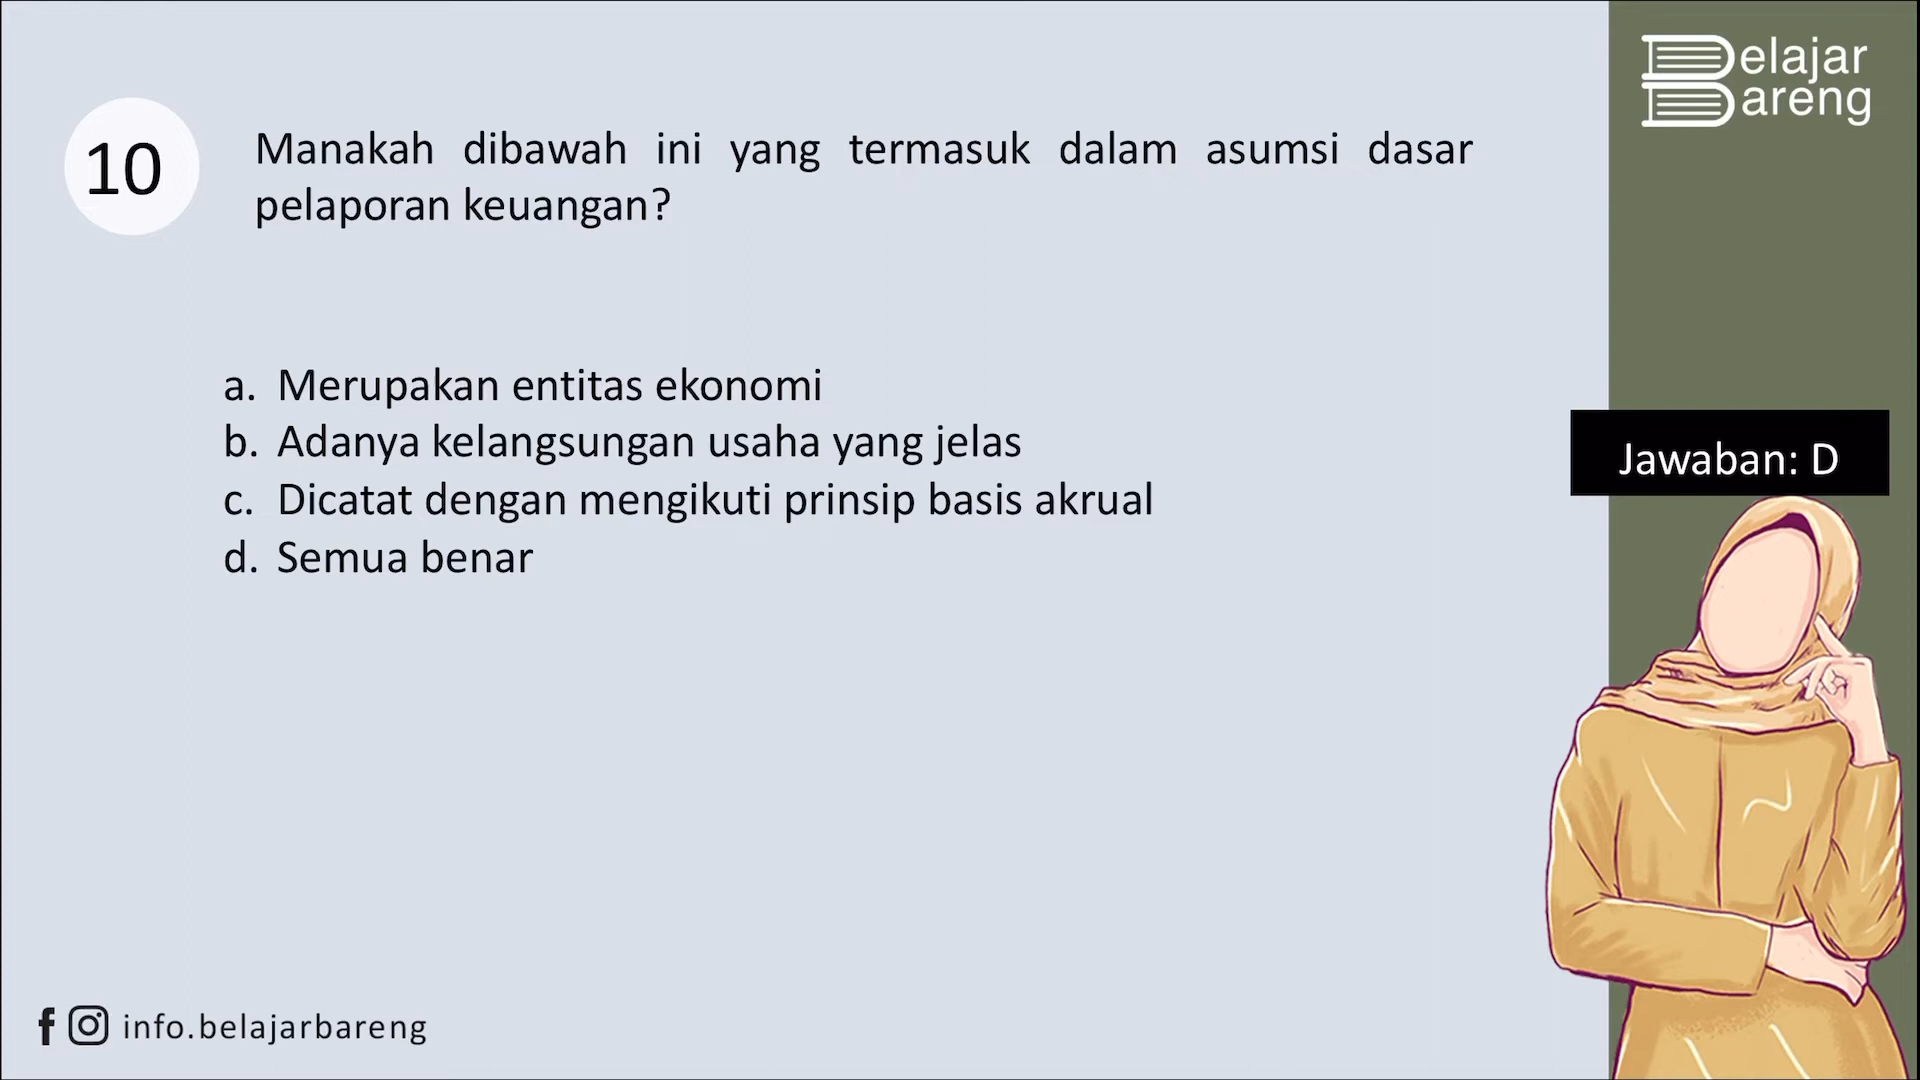 Belajar
Bareng
10
Manakah dibawah ini yang termasuk dalam asumsi dasar
pelaporan keuangan?
a. Merupakan entitas ekonomi
b. Adanya kelangsungan usaha yang jelas
c. Dicatat dengan mengikuti prinsip basis akrual
d. Semua benar
Jawaban: D
info.belajarbareng